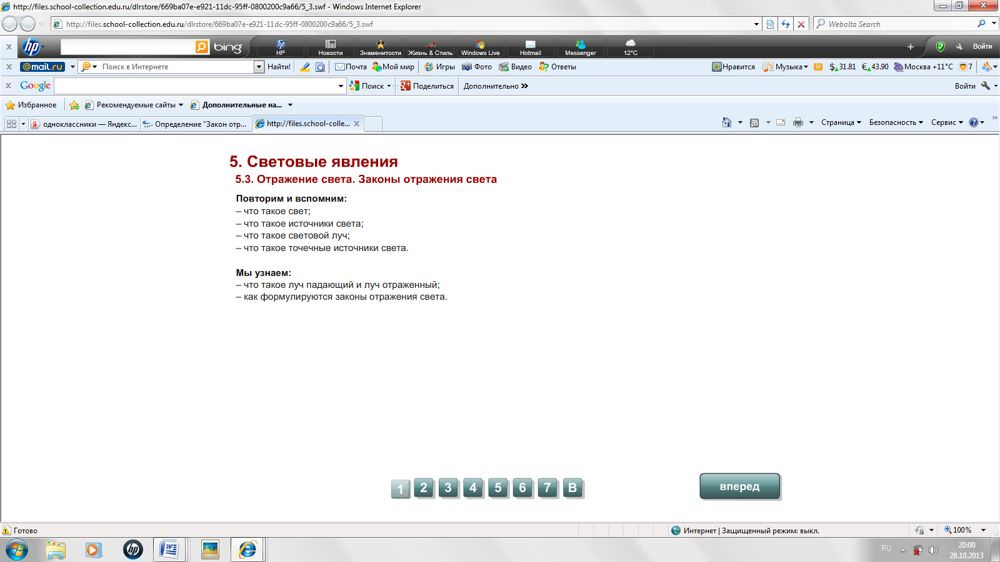 http://files.school-collection.edu.ru/dlrstore/669ba07e-e921-11dc-95ff-0800200c9a66/5_3.swf - Windows Internet Explorer
http://files.school-collection.edu.ru/dlrstore/669ba07e-e921-11dc-95ff-0800200c9a66/5_3.swf Webalta Search
hp bing HP Новости Знаменитости Жизнь & Стиль Windows Live Hotmail Messenger 12°C Войти
@mail.ru Поиск в Интернете Найти! Почта Мой мир Игры Фото Видео Ответы Нравится Музыка $ 31.81 € 43.90 Москва +11°C 7
Google Поиск Поделиться Дополнительно Войти
Избранное Рекомендуемые сайты Дополнительные на...
одноклассники — Яндекс... Определение "Закон отр... http://files.school-colle... Страница Безопасность Сервис
5. Световые явления
5.3. Отражение света. Законы отражения света
Повторим и вспомним:
– что такое свет;
– что такое источники света;
– что такое световой луч;
– что такое точечные источники света.
Мы узнаем:
– что такое луч падающий и луч отраженный;
– как формулируются законы отражения света.
1 2 3 4 5 6 7 В вперед
Готово Интернет | Защищенный режим: выкл. 100%
RU 20:00
28.10.2013